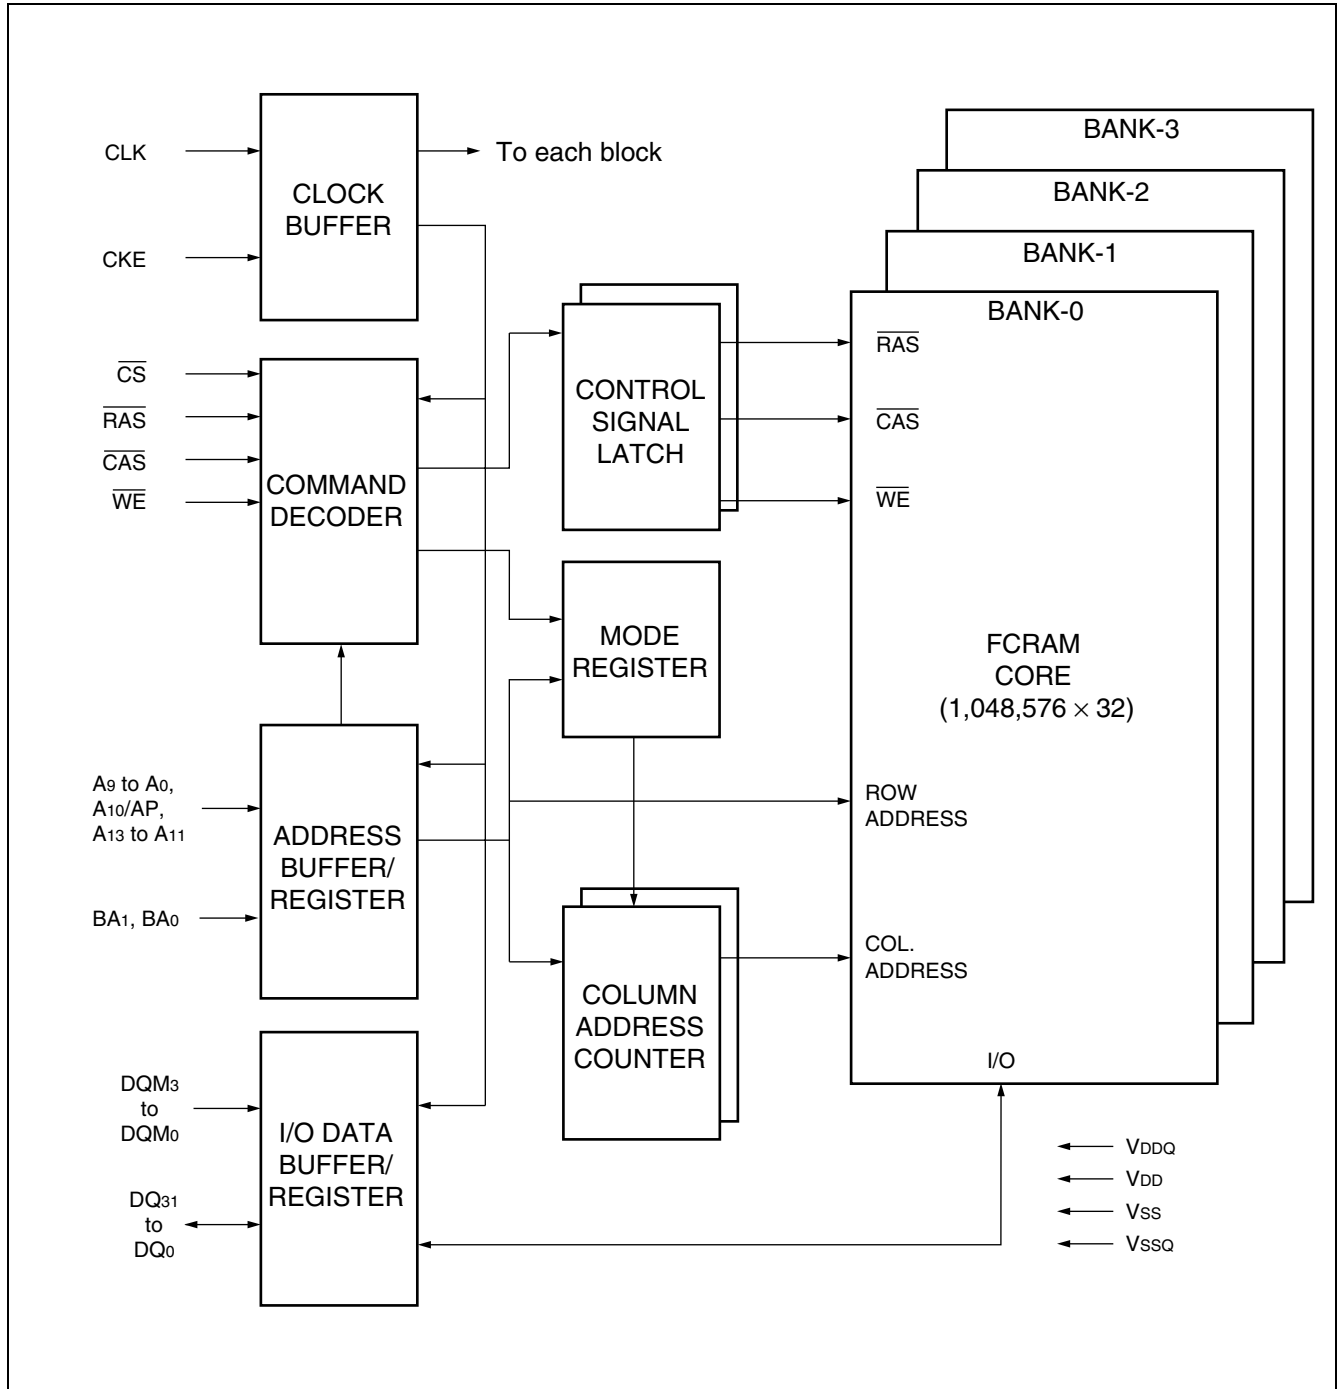 BANK-3
BANK-2
BANK-1
BANK-0
CLK
CKE
CLOCK
BUFFER
To each block
CS
RAS
CAS
WE
COMMAND
DECODER
CONTROL
SIGNAL
LATCH
RAS
CAS
WE
MODE
REGISTER
FCRAM
CORE
(1,048,576 × 32)
A9 to A0,
A10/AP,
A13 to A11
BA1, BA0
ADDRESS
BUFFER/
REGISTER
ROW
ADDRESS
COL.
ADDRESS
COLUMN
ADDRESS
COUNTER
I/O
DQM3
to
DQM0
DQ31
to
DQ0
I/O DATA
BUFFER/
REGISTER
VDDQ
VDD
VSS
VSSQ